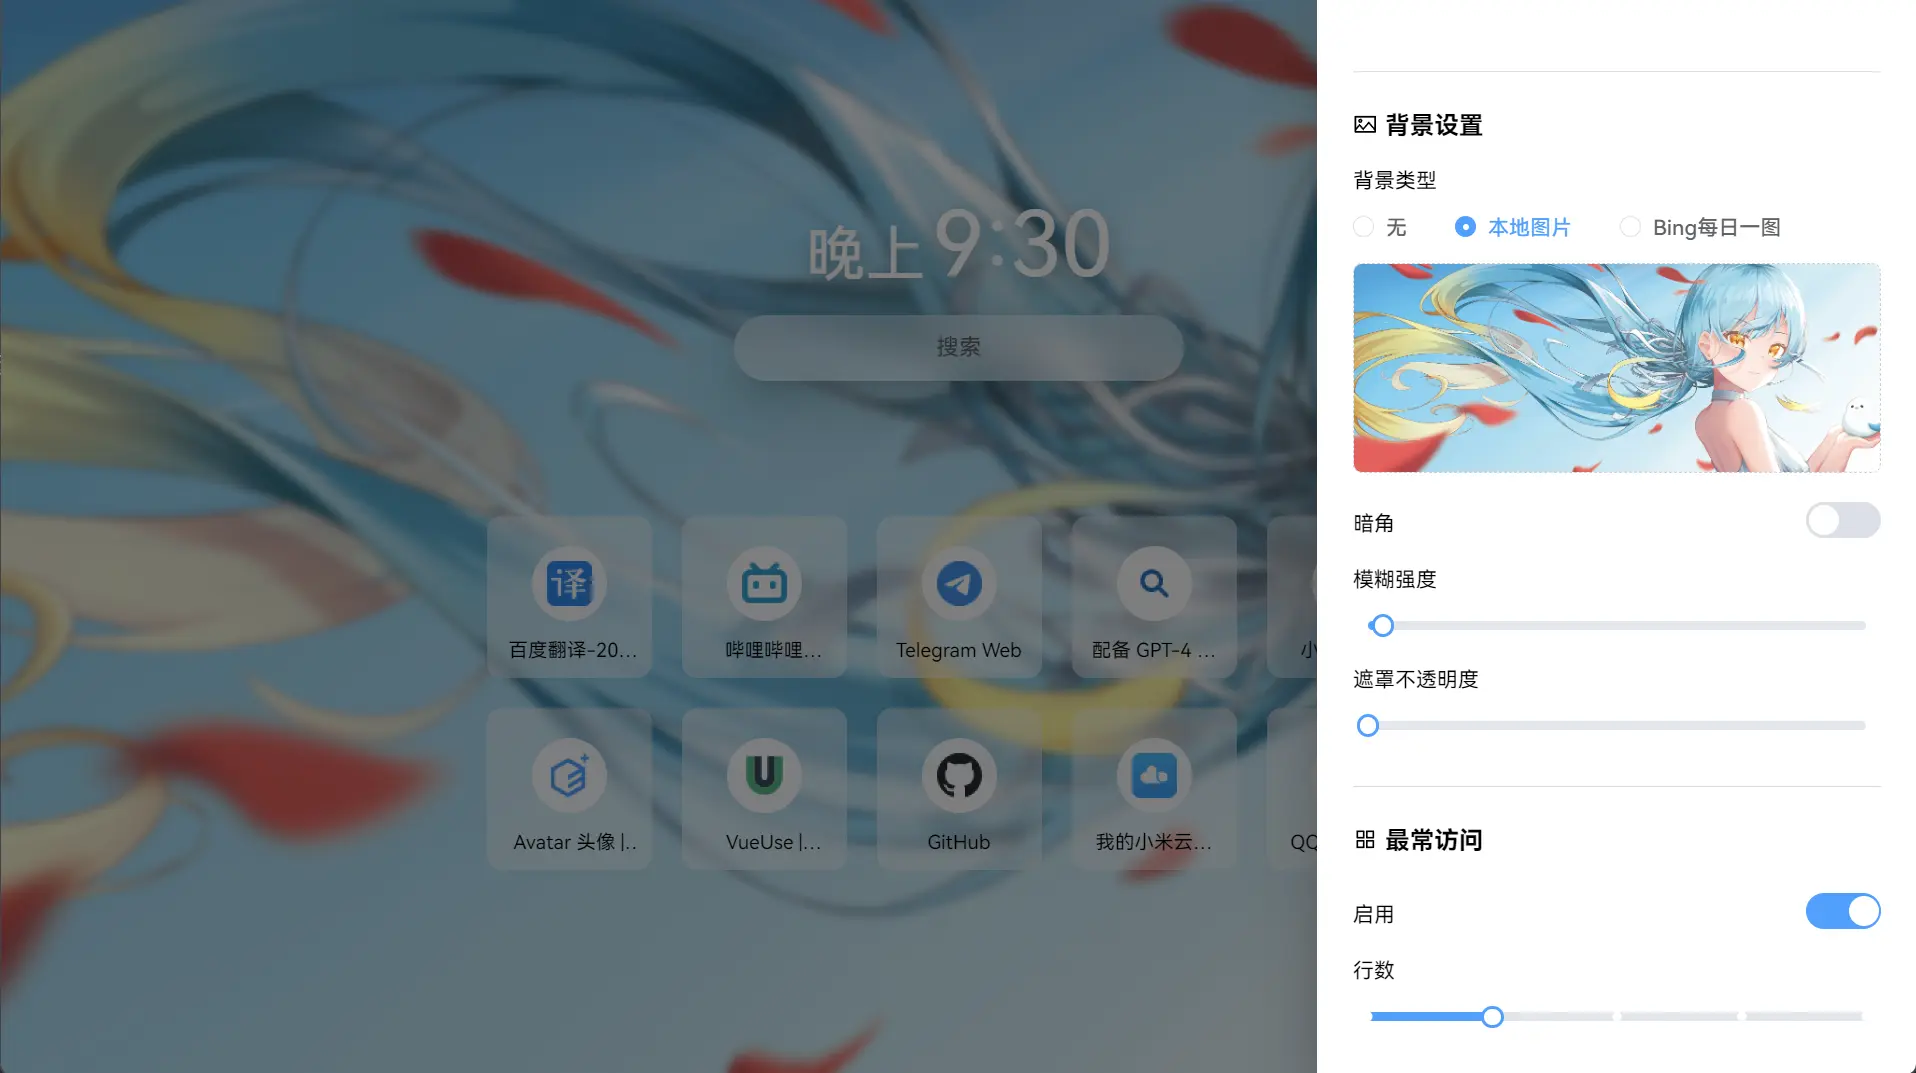 晚上9:30
搜索
百度翻译-20...
哔哩哔哩...
Telegram Web
配备 GPT-4 ...
小
译
Avatar 头像 |..
VueUse |...
GitHub
我的小米云...
QQ
背景设置
背景类型
无
本地图片
Bing每日一图
暗角
模糊强度
遮罩不透明度
最常访问
启用
行数